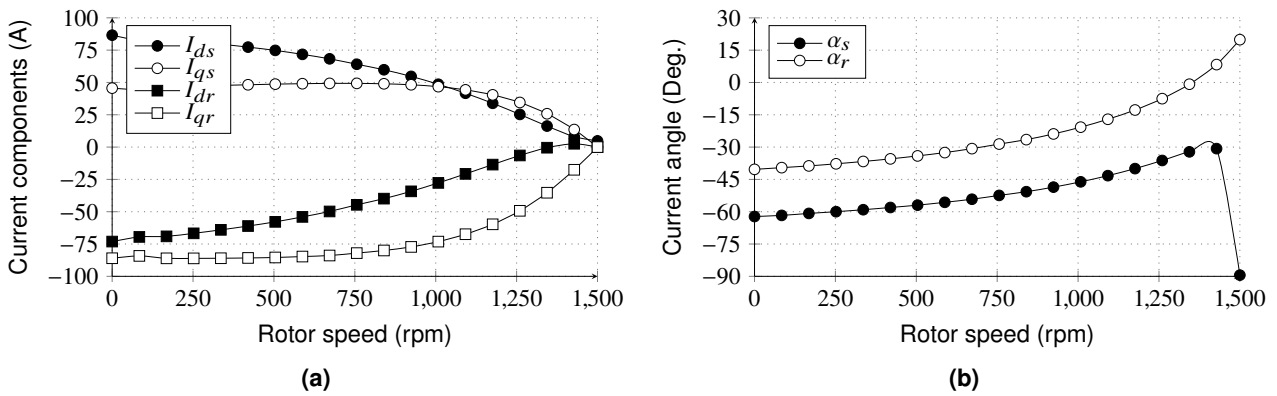 Current components (A)
100
75
50
25
0
−25
−50
−75
−100
I_ds
I_qs
I_dr
I_qr
0 250 500 750 1,000 1,250 1,500
Rotor speed (rpm)
(a)
Current angle (Deg.)
30
15
0
−15
−30
−45
−60
−75
−90
α_s
α_r
0 250 500 750 1,000 1,250 1,500
Rotor speed (rpm)
(b)